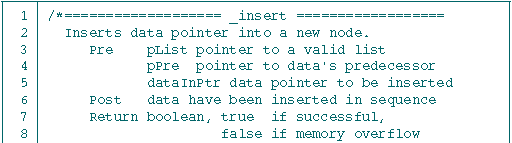 1 /*=================== _insert ==================
2 Inserts data pointer into a new node.
3 Pre pList pointer to a valid list
4 pPre pointer to data's predecessor
5 dataInPtr data pointer to be inserted
6 Post data have been inserted in sequence
7 Return boolean, true if successful,
8 false if memory overflow